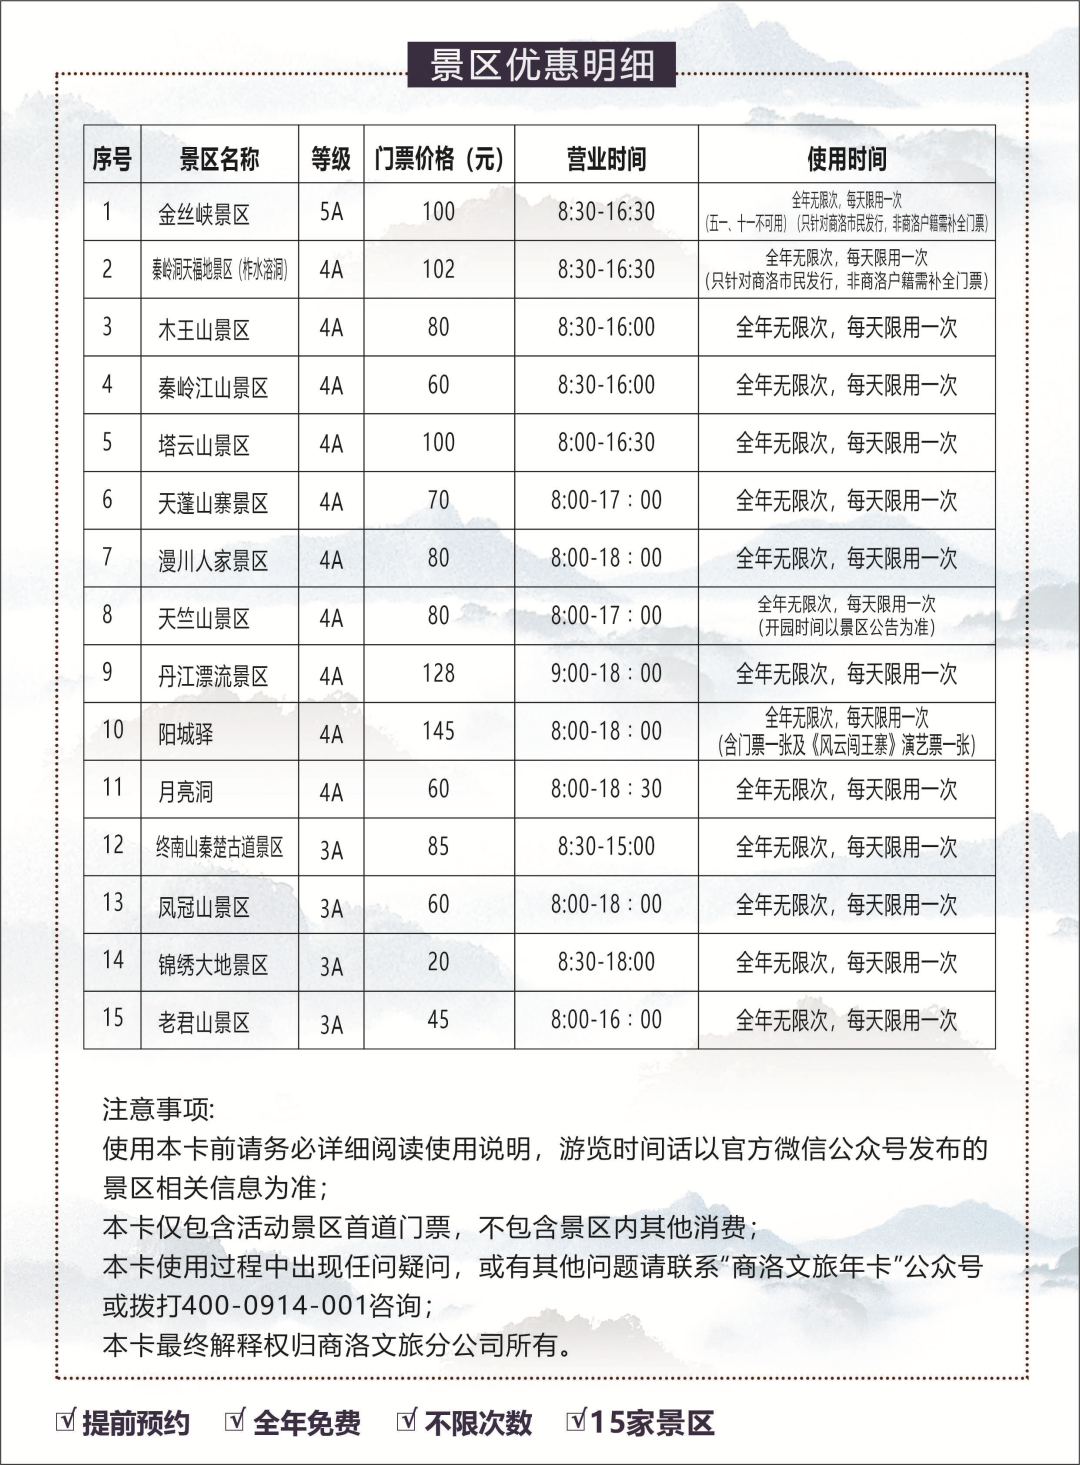 景区优惠明细
序号 景区名称 等级 门票价格（元） 营业时间 使用时间
1 金丝峡景区 5A 100 8:30-16:30 全年无限次，每天限用一次
（五一、十一不可用）（只针对商洛市民发行，非商洛户籍需补全门票）
2 秦岭洞天福地景区（柞水溶洞） 4A 102 8:30-16:30 全年无限次，每天限用一次
（只针对商洛市民发行，非商洛户籍需补全门票）
3 木王山景区 4A 80 8:30-16:00 全年无限次，每天限用一次
4 秦岭江山景区 4A 60 8:30-16:00 全年无限次，每天限用一次
5 塔云山景区 4A 100 8:00-16:30 全年无限次，每天限用一次
6 天蓬山寨景区 4A 70 8:00-17：00 全年无限次，每天限用一次
7 漫川人家景区 4A 80 8:00-18：00 全年无限次，每天限用一次
8 天竺山景区 4A 80 8:00-17：00 全年无限次，每天限用一次
（开园时间以景区公告为准）
9 丹江漂流景区 4A 128 9:00-18：00 全年无限次，每天限用一次
10 阳城驿 4A 145 8:00-18：00 全年无限次，每天限用一次
（含门票一张及《风云闯王寨》演艺票一张）
11 月亮洞 4A 60 8:00-18：30 全年无限次，每天限用一次
12 终南山秦楚古道景区 3A 85 8:30-15:00 全年无限次，每天限用一次
13 凤冠山景区 3A 60 8:00-18：00 全年无限次，每天限用一次
14 锦绣大地景区 3A 20 8:30-18:00 全年无限次，每天限用一次
15 老君山景区 3A 45 8:00-16：00 全年无限次，每天限用一次
注意事项:
使用本卡前请务必详细阅读使用说明，游览时间话以官方微信公众号发布的
景区相关信息为准；
本卡仅包含活动景区首道门票，不包含景区内其他消费；
本卡使用过程中出现任问疑问，或有其他问题请联系“商洛文旅年卡”公众号
或拨打400-0914-001咨询；
本卡最终解释权归商洛文旅分公司所有。
☑提前预约 ☑全年免费 ☑不限次数 ☑15家景区